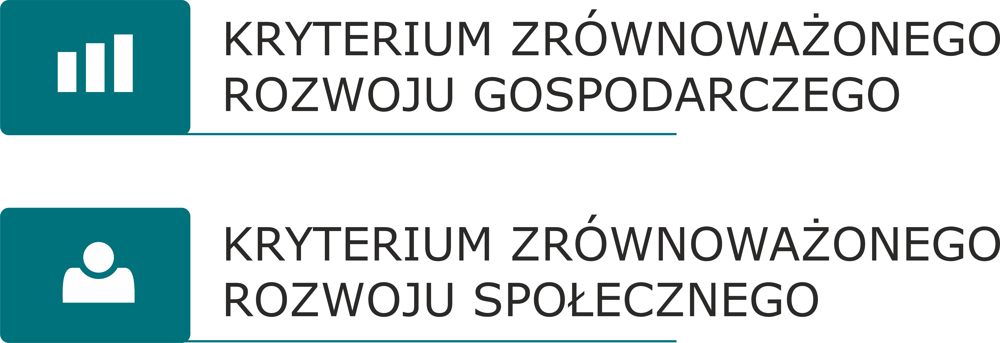 KRYTERIUM ZRÓWNOWAŻONEGO
ROZWOJU GOSPODARCZEGO
KRYTERIUM ZRÓWNOWAŻONEGO
ROZWOJU SPOŁECZNEGO